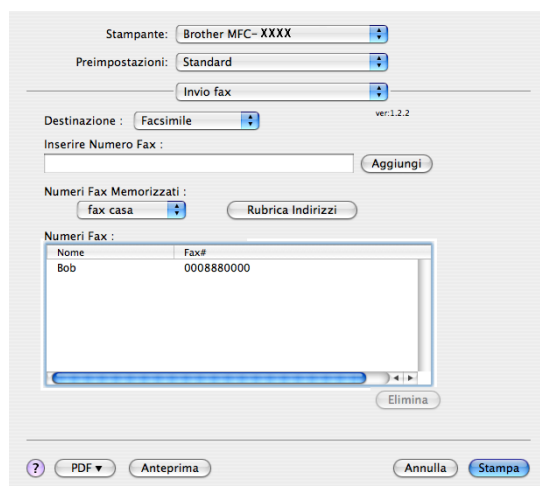 Stampante: Brother MFC-XXXX
Preimpostazioni: Standard
Invio fax
Destinazione : Facsimile
ver:1.2.2
Inserire Numero Fax :
Aggiungi
Numeri Fax Memorizzati :
fax casa Rubrica Indirizzi
Numeri Fax :
Nome Fax#
Bob 0008880000
Elimina
? PDF▼ Anteprima Annulla Stampa